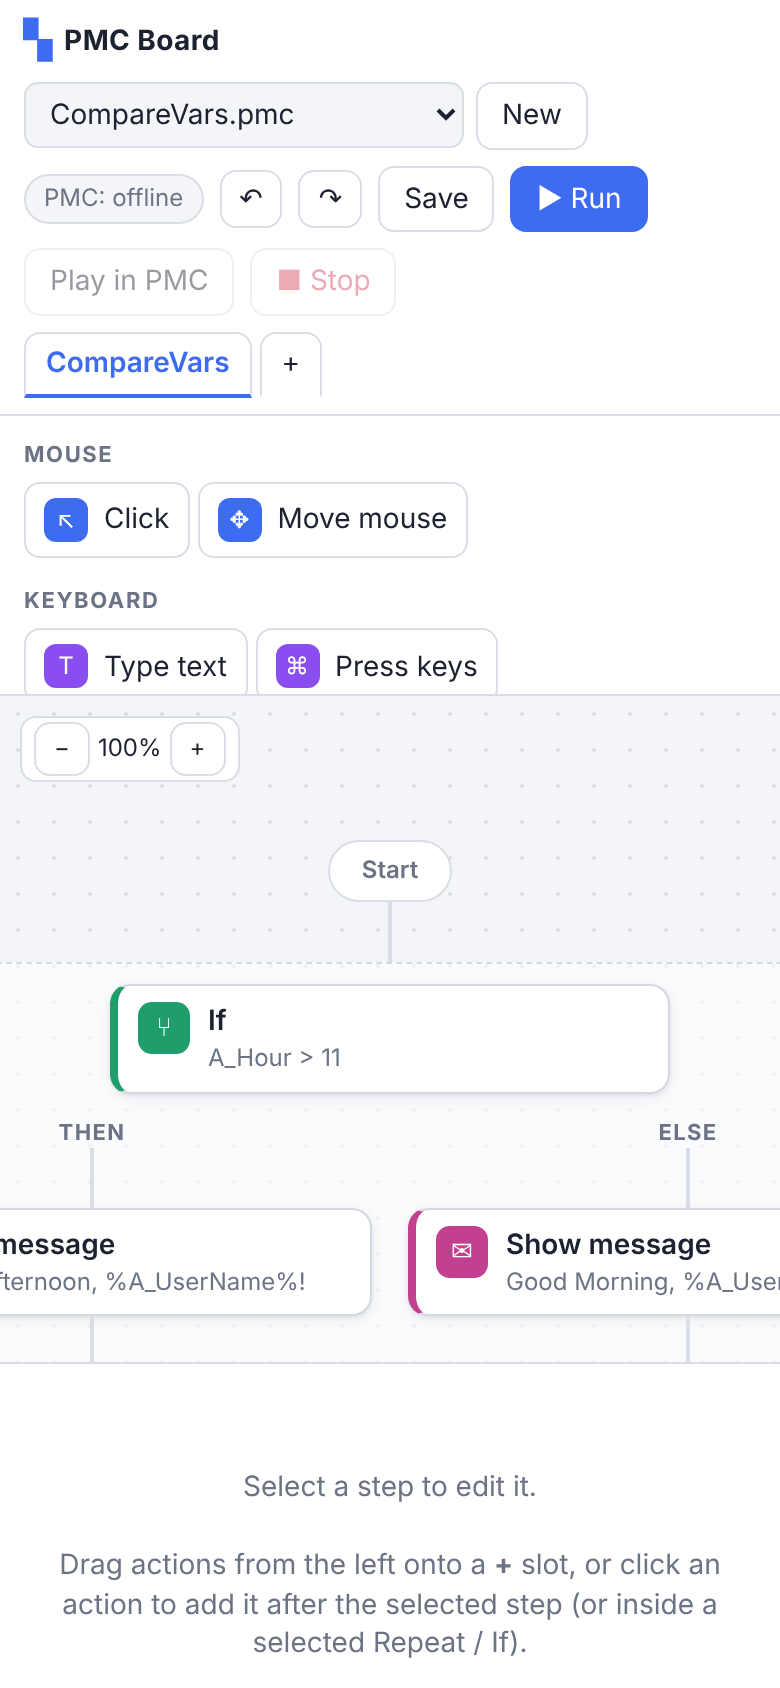 PMC Board
CompareVars.pmc
New
PMC: offline
↶
↷
Save
▶ Run
Play in PMC
■ Stop
CompareVars
+
MOUSE
↖ Click
✥ Move mouse
KEYBOARD
T Type text
⌘ Press keys
− 100% +
Start
If
A_Hour > 11
THEN
ELSE
message
fternoon, %A_UserName%!
Show message
Good Morning, %A_User
Select a step to edit it.
Drag actions from the left onto a + slot, or click an
action to add it after the selected step (or inside a
selected Repeat / If).